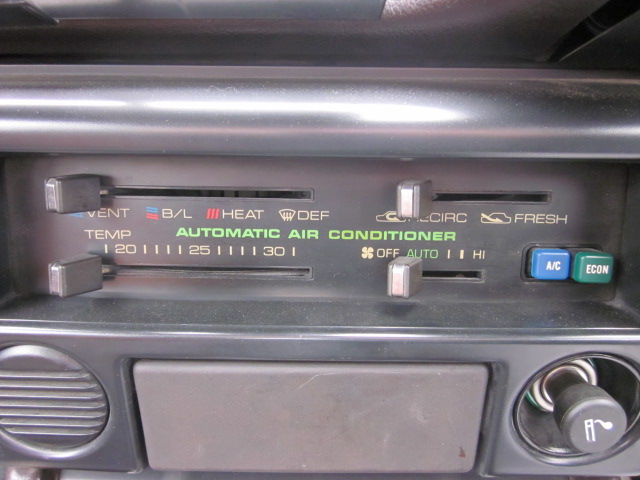 VENT B/L HEAT DEF RECIRC FRESH
TEMP AUTOMATIC AIR CONDITIONER
20 25 30 OFF AUTO HI
A/C ECON